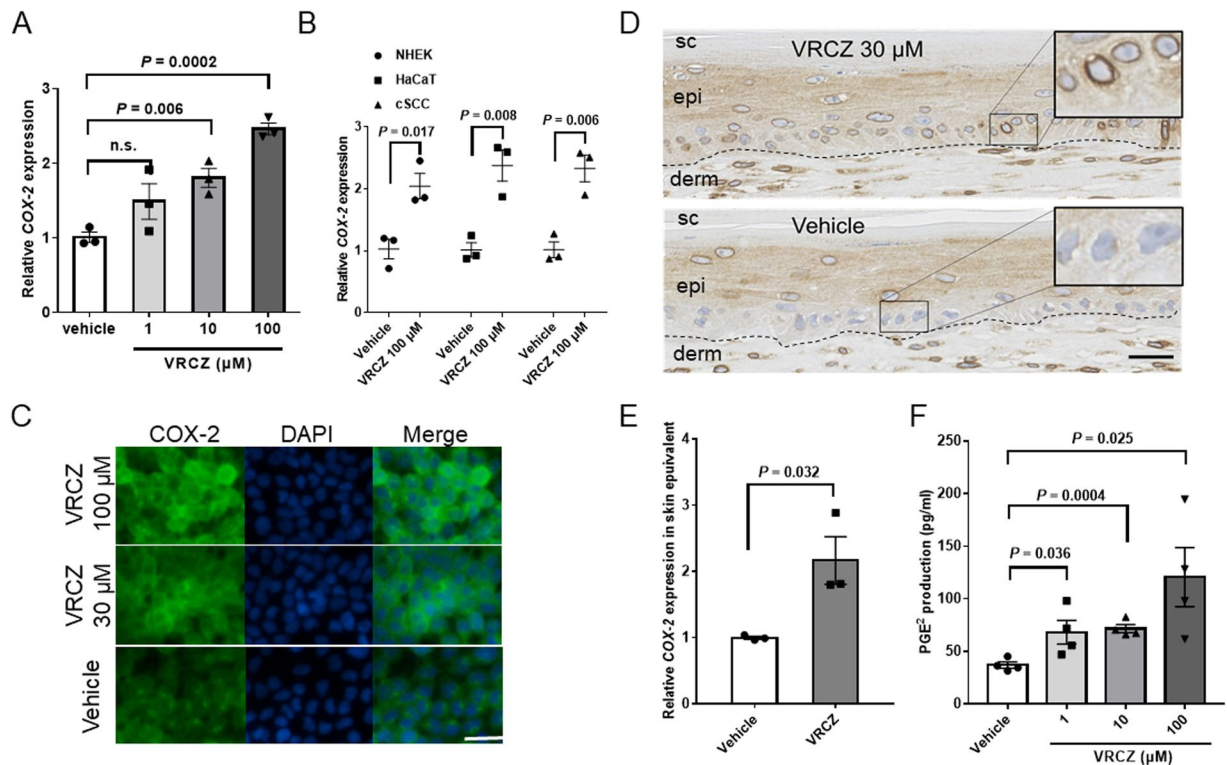 A
Relative COX-2 expression
3
2
1
0
P = 0.0002
P = 0.006
n.s.
vehicle 1 10 100
VRCZ (µM)
B
● NHEK
■ HaCaT
▲ cSCC
Relative COX-2 expression
3
2
1
0
P = 0.017
P = 0.008
P = 0.006
Vehicle
VRCZ 100 µM
Vehicle
VRCZ 100 µM
Vehicle
VRCZ 100 µM
C
COX-2 DAPI Merge
VRCZ
100 µM
VRCZ
30 µM
Vehicle
D
sc
VRCZ 30 µM
epi
derm
sc
Vehicle
epi
derm
E
Relative COX-2 expression in skin epuivalent
4
3
2
1
0
P = 0.032
Vehicle
VRCZ
F
PGE² production (pg/ml)
250
200
150
100
50
0
P = 0.025
P = 0.0004
P = 0.036
Vehicle
1
10
100
VRCZ (µM)